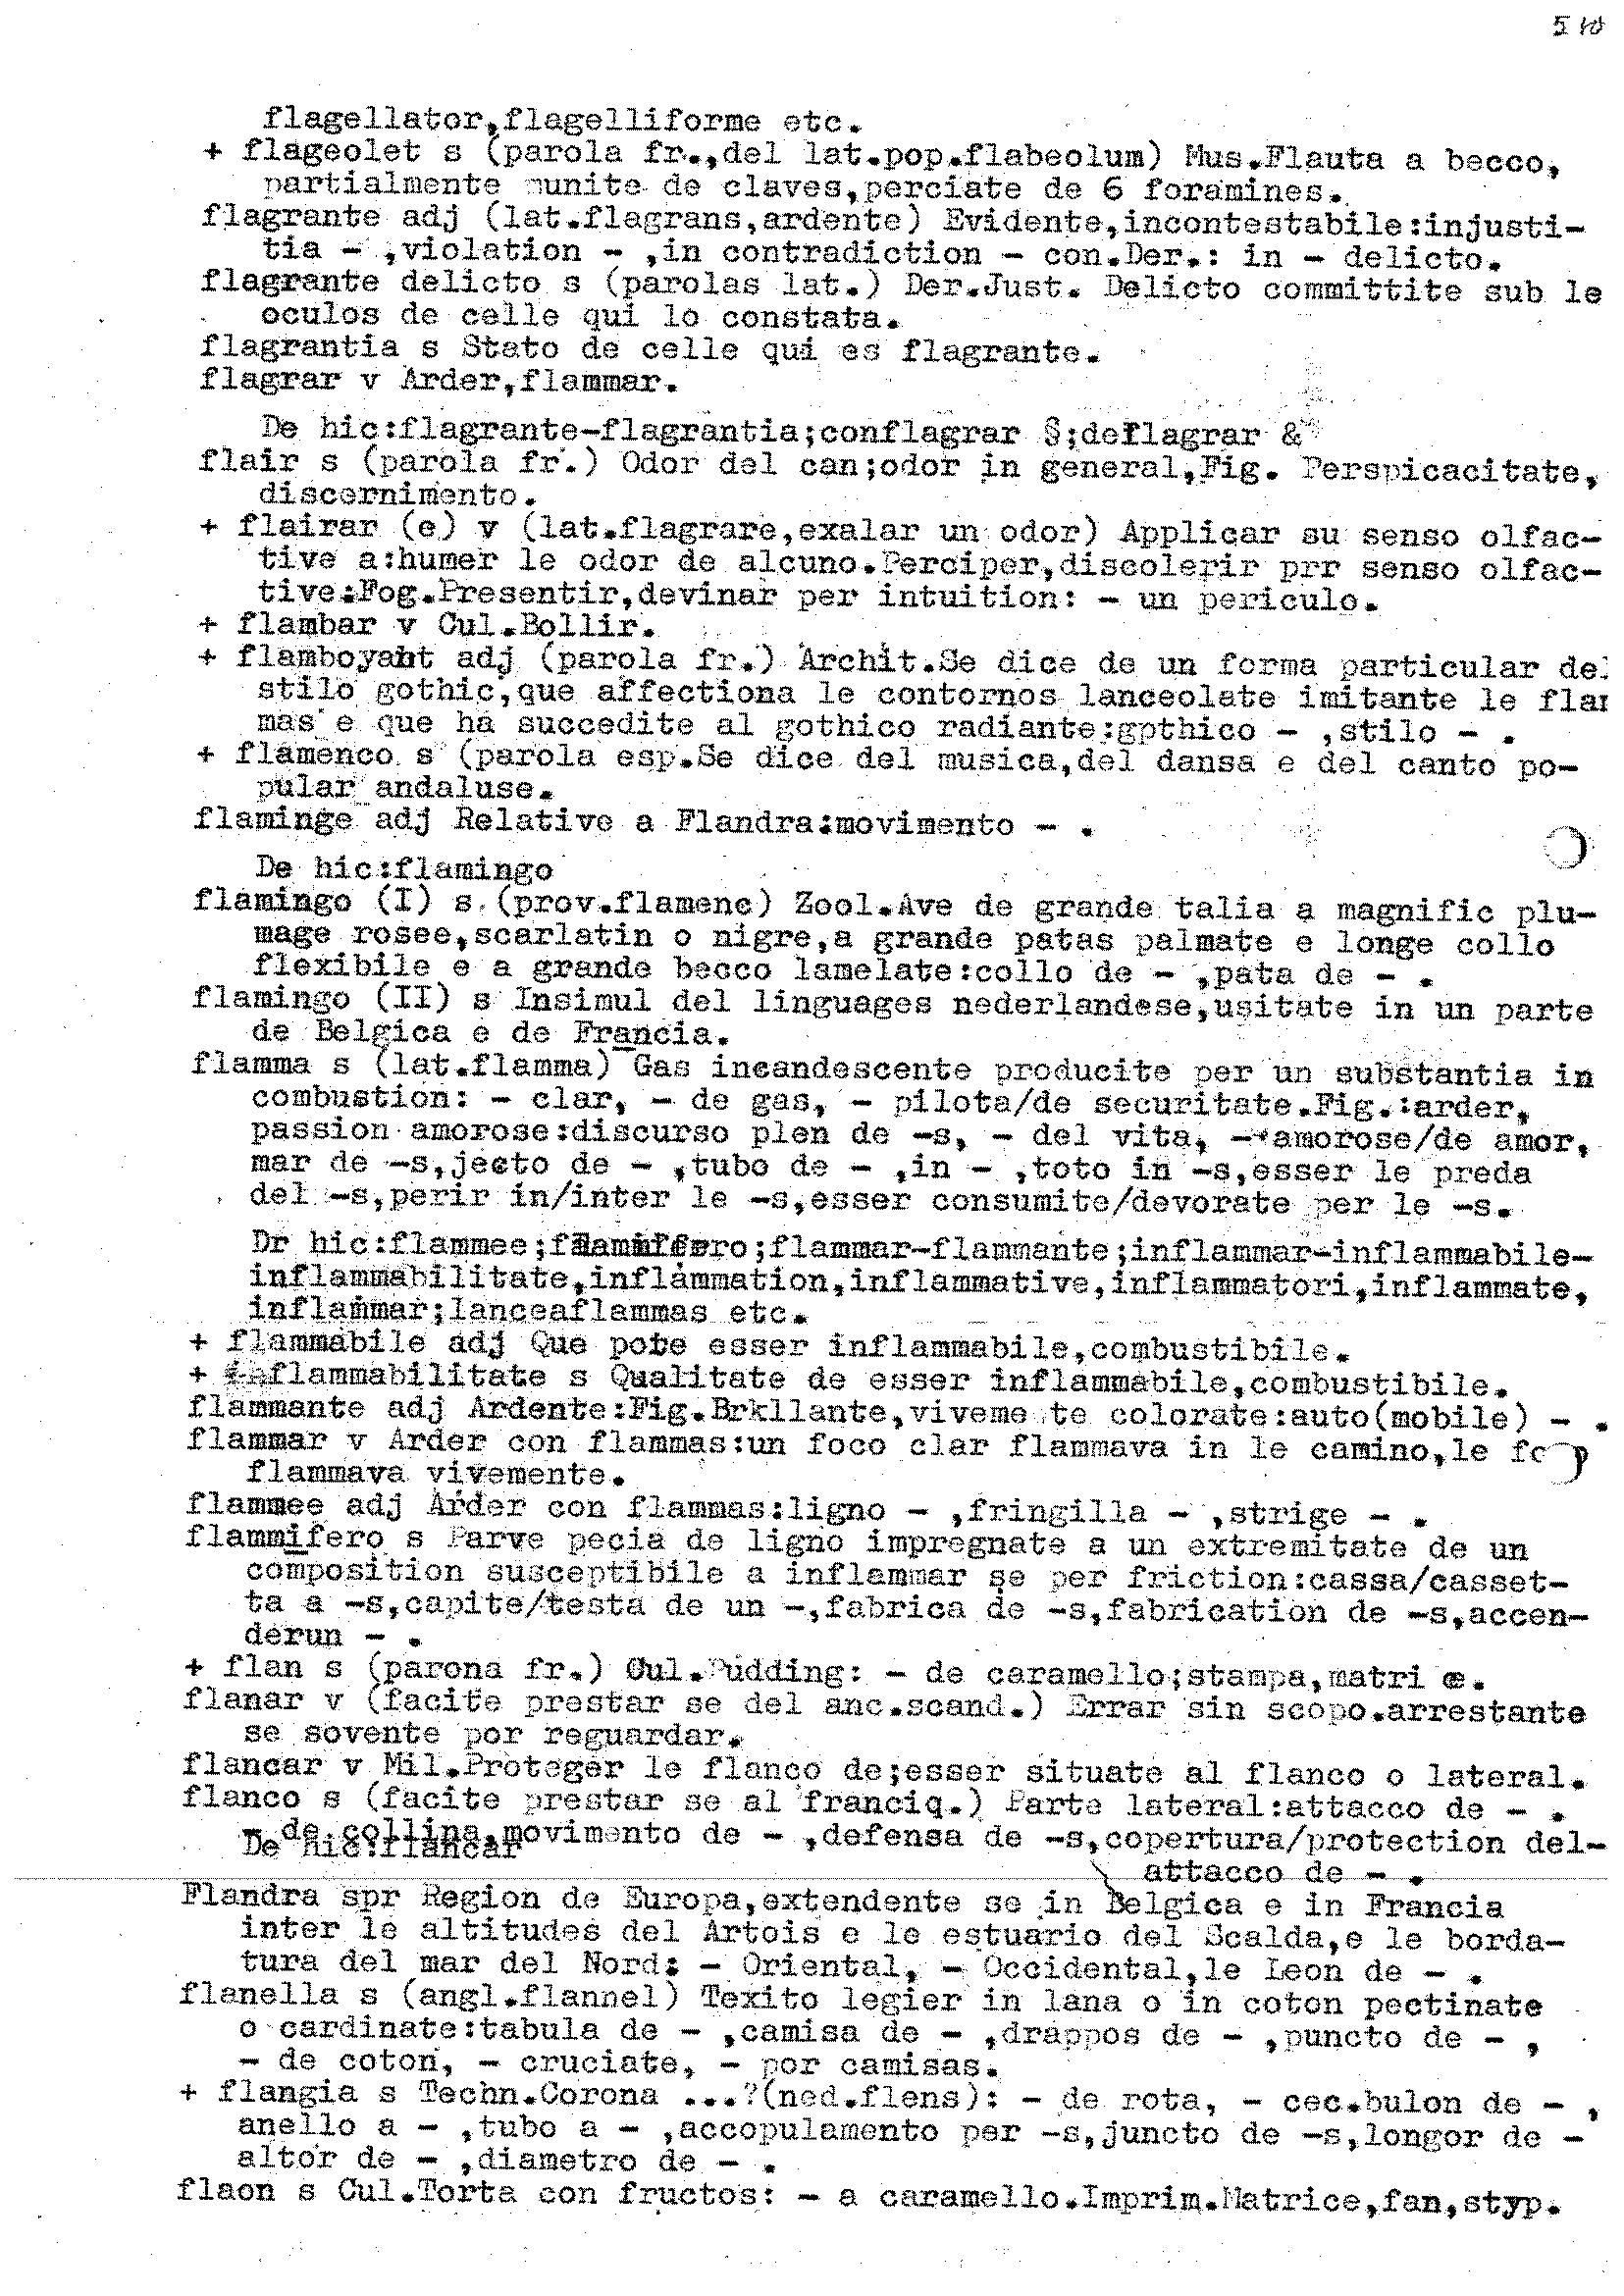 510
flagellator,flagelliforme etc.
+ flageolet s (parola fr.,del lat.pop.flabeolum) Mus.Flauta a becco,
partialmente munite de claves,perciate de 6 foramines.
flagrante adj (lat.flagrans,ardente) Evidente,incontestabile:injusti-
tia - ,violation - ,in contradiction - con.Der.: in - delicto.
flagrante delicto s (parolas lat.) Der.Just. Delicto committite sub le
oculos de celle qui lo constata.
flagrantia s Stato de celle qui es flagrante.
flagrar v Arder,flammar.
De hic:flagrante-flagrantia;conflagrar §;deflagrar &
flair s (parola fr.) Odor del can;odor in general,Fig. Perspicacitate,
discernimento.
+ flairar (e) v (lat.flagrare,exalar un odor) Applicar su senso olfac-
tive a:humer le odor de alcuno.Perciper,discolerir prr senso olfac-
tive:Fog.Presentir,devinar per intuition: - un periculo.
+ flambar v Cul.Bollir.
+ flamboyant adj (parola fr.) Archit.Se dice de un forma particular del
stilo gothic,que affectiona le contornos lanceolate imitante le flam
mas e que ha succedite al gothico radiante:gpthico - ,stilo - .
+ flamenco s (parola esp.Se dice del musica,del dansa e del canto po-
pular andaluse.
flaminge adj Relative a Flandra:movimento - .
De hic:flamingo
flamingo (I) s (prov.flamenc) Zool.Ave de grande talia a magnific plu-
mage rosee,scarlatin o nigre,a grande patas palmate e longe collo
flexibile e a grande becco lamelate:collo de - ,pata de - .
flamingo (II) s Insimul del linguages nederlandese,usitate in un parte
de Belgica e de Francia.
flamma s (lat.flamma) Gas incandescente producite per un substantia in
combustion: - clar, - de gas, - pilota/de securitate.Fig.:arder,
passion amorose:discurso plen de -s, - del vita, - amorose/de amor,
mar de -s,jecto de - ,tubo de - ,in - ,toto in -s,esser le preda
del -s,perir in/inter le -s,esser consumite/devorate per le -s.
Dr hic:flammee;flammifero;flammar-flammante;inflammar-inflammabile-
inflammabilitate,inflammation,inflammative,inflammatori,inflammate,
inflammar;lanceaflammas etc.
+ flammabile adj Que pote esser inflammabile,combustibile.
+ inflammabilitate s Qualitate de esser inflammabile,combustibile.
flammante adj Ardente:Fig.Brkllante,viveme te colorate:auto(mobile) - .
flammar v Arder con flammas:un foco clar flammava in le camino,le fo
flammava vivemente.
flammee adj Arder con flammas:ligno - ,fringilla - ,strige - .
flammifero s Parve pecia de ligno impregnate a un extremitate de un
composition susceptibile a inflammar se per friction:cassa/casset-
ta a -s,capite/testa de un -,fabrica de -s,fabrication de -s,accen-
derun - .
+ flan s (parona fr.) Cul.Pudding: - de caramello;stampa,matri ce.
flanar v (facite prestar se del anc.scand.) Errar sin scopo.arrestante
se sovente por reguardar.
flancar v Mil.Proteger le flanco de;esser situate al flanco o lateral.
flanco s (facite prestar se al franciq.) Parte lateral:attacco de - .
- de collina,movimento de - ,defensa de -s,copertura/protection del-
De hic:flancar
attacco de - .
Flandra spr Region de Europa,extendente se in Belgica e in Francia
inter le altitudes del Artois e le estuario del Scalda,e le borda-
tura del mar del Nord: - Oriental, - Occidental,le Leon de - .
flanella s (angl.flannel) Texito legier in lana o in coton pectinate
o cardinate:tabula de - ,camisa de - ,drappos de - ,puncto de - ,
- de coton, - cruciate, - por camisas.
+ flangia s Techn.Corona ...?(ned.flens): - de rota, - cec.bulon de - ,
anello a - ,tubo a - ,accopulamento per -s,juncto de -s,longor de -
altor de - ,diametro de - .
flaon s Cul.Torta con fructos: - a caramello.Imprim.Matrice,fan,styp.